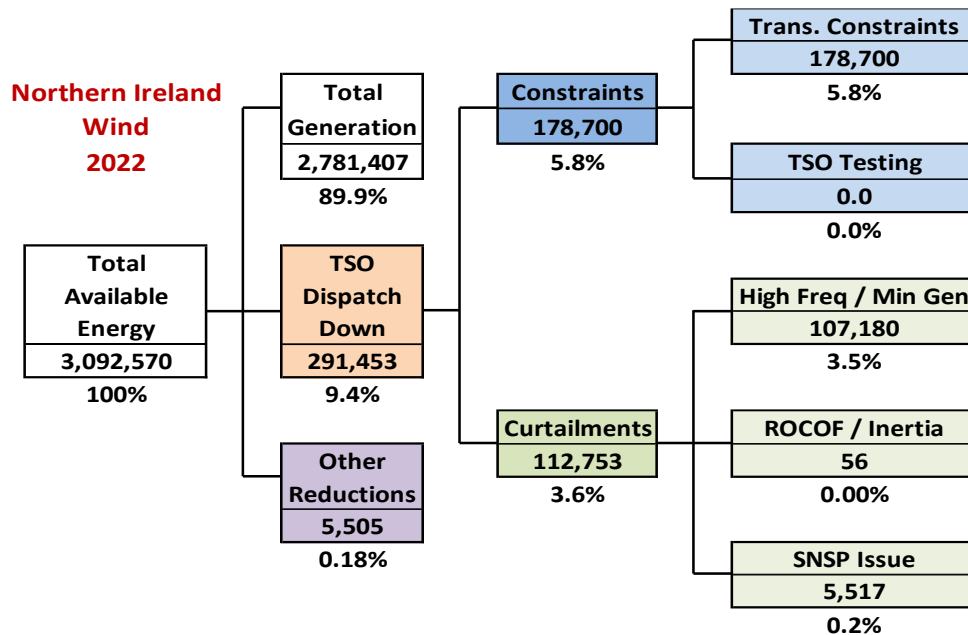 Northern Ireland
Wind
2022
Total
Available
Energy
3,092,570
100%
Total
Generation
2,781,407
89.9%
TSO
Dispatch
Down
291,453
9.4%
Other
Reductions
5,505
0.18%
Constraints
178,700
5.8%
Curtailments
112,753
3.6%
Trans. Constraints
178,700
5.8%
TSO Testing
0.0
0.0%
High Freq / Min Gen
107,180
3.5%
ROCOF / Inertia
56
0.00%
SNSP Issue
5,517
0.2%